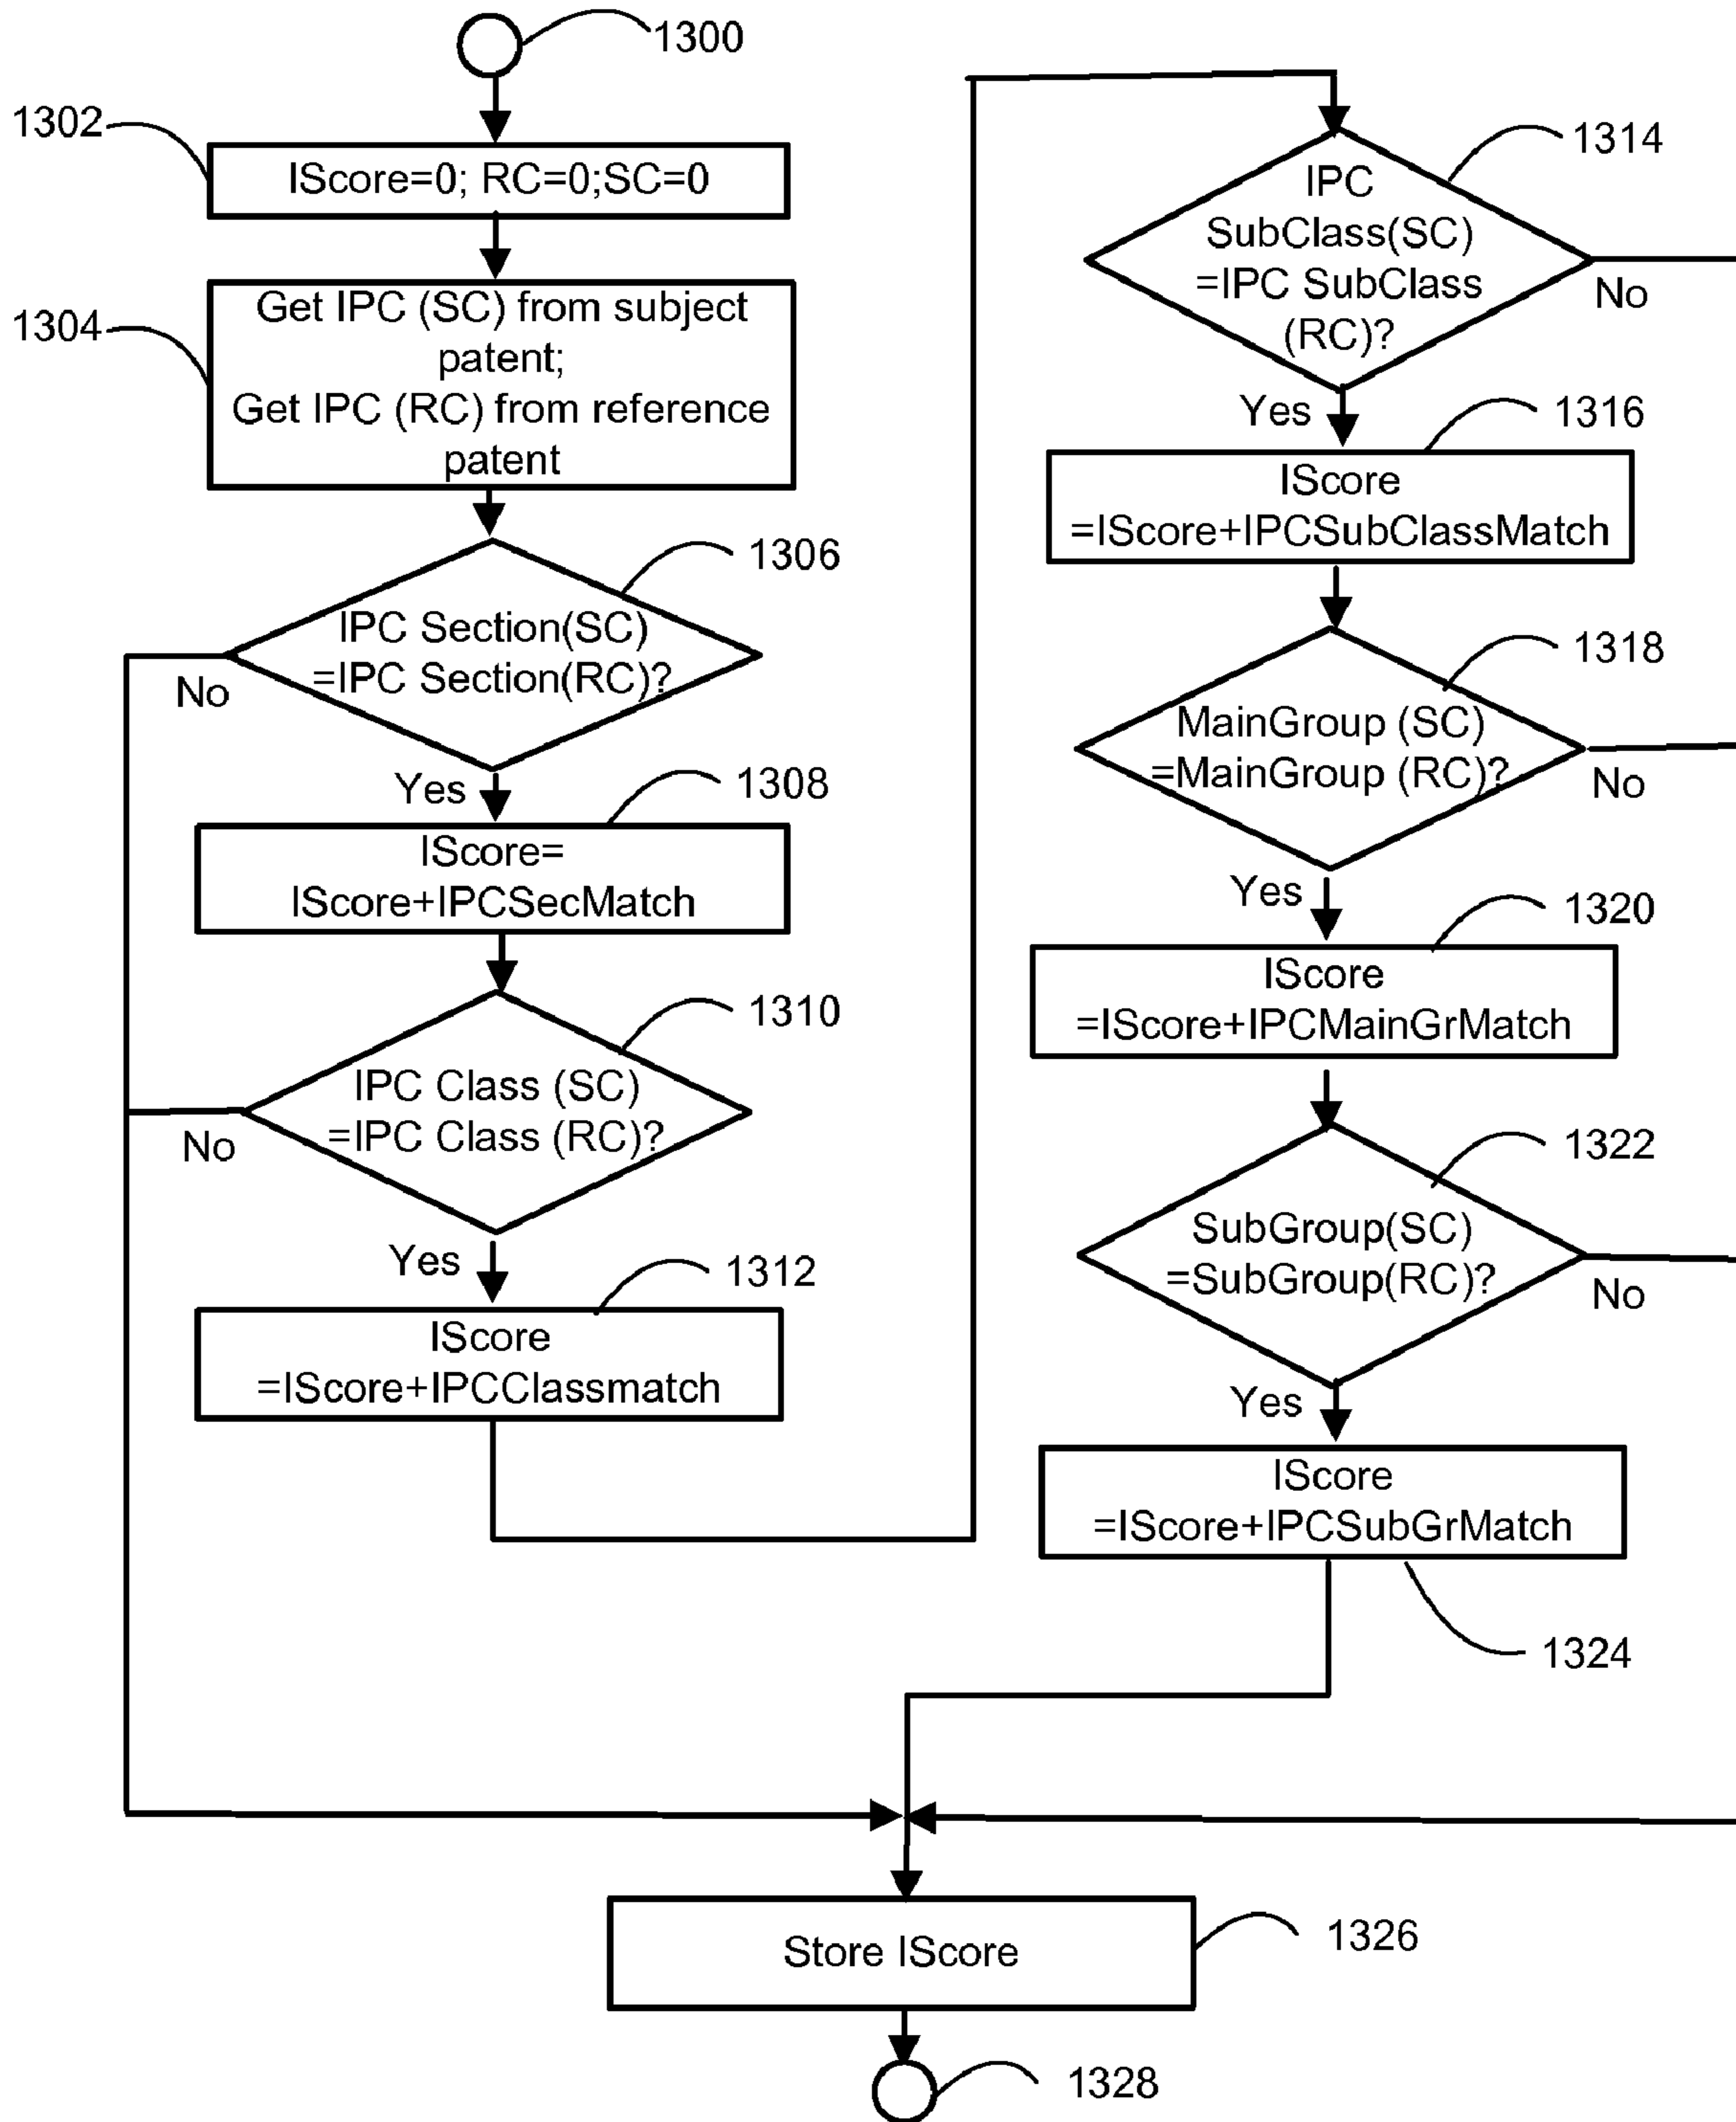 1300
1302
IScore=0; RC=0;SC=0
1304
Get IPC (SC) from subject
patent;
Get IPC (RC) from reference
patent
1306
IPC Section(SC)
=IPC Section(RC)?
No
Yes
1308
IScore=
IScore+IPCSecMatch
1310
IPC Class (SC)
=IPC Class (RC)?
No
Yes
1312
IScore
=IScore+IPCClassmatch
1314
IPC
SubClass(SC)
=IPC SubClass
(RC)?
No
Yes
1316
IScore
=IScore+IPCSubClassMatch
1318
MainGroup (SC)
=MainGroup (RC)?
No
Yes
1320
IScore
=IScore+IPCMainGrMatch
1322
SubGroup(SC)
=SubGroup(RC)?
No
Yes
IScore
=IScore+IPCSubGrMatch
1324
Store IScore
1326
1328